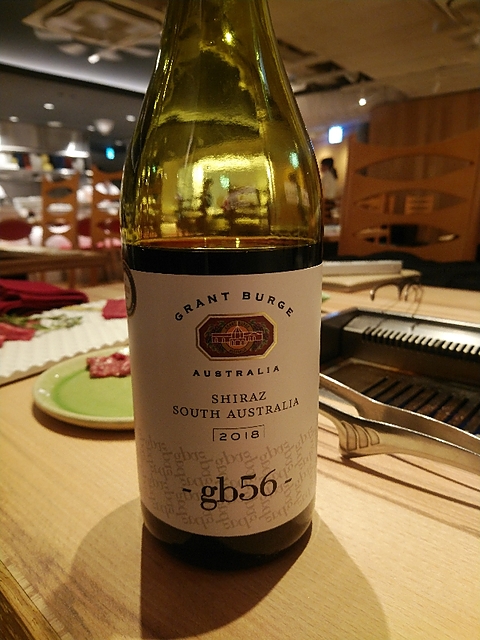 GRANT BURGE
AUSTRALIA
SHIRAZ
SOUTH AUSTRALIA
2018
- gb56 -